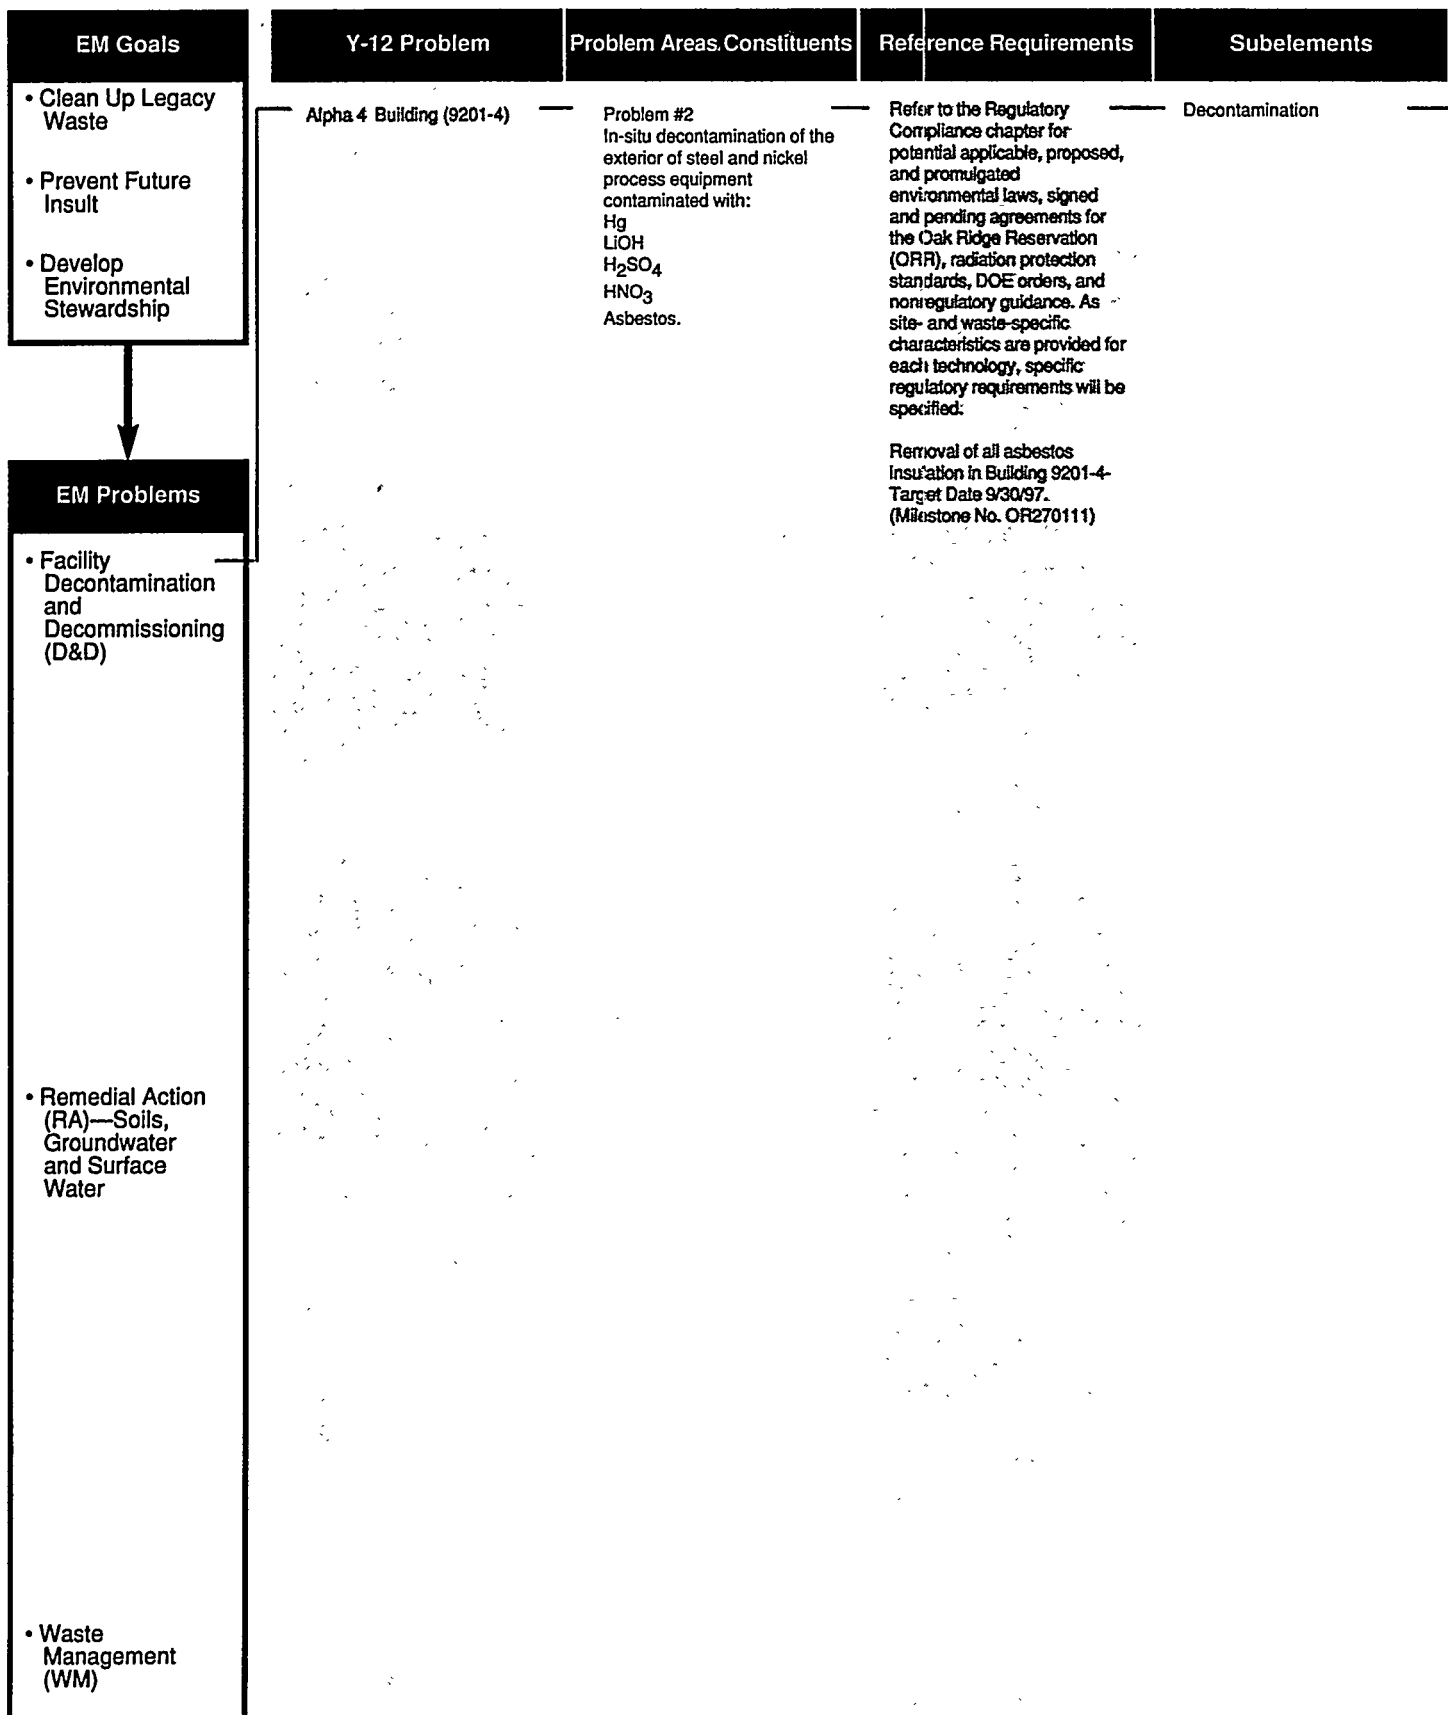 EM Goals
• Clean Up Legacy
Waste
• Prevent Future
Insult
• Develop
Environmental
Stewardship
EM Problems
• Facility
Decontamination
and
Decommissioning
(D&D)
• Remedial Action
(RA)—Soils,
Groundwater
and Surface
Water
• Waste
Management
(WM)
Y-12 Problem
Alpha 4 Building (9201-4)
Problem Areas.Constituents
Problem #2
In-situ decontamination of the
exterior of steel and nickel
process equipment
contaminated with:
Hg
LiOH
H2SO4
HNO3
Asbestos.
Reference Requirements
Refer to the Regulatory
Compliance chapter for
potential applicable, proposed,
and promulgated
environmental laws, signed
and pending agreements for
the Oak Ridge Reservation
(ORR), radiation protection
standards, DOE orders, and
nonregulatory guidance. As
site- and waste-specific
characteristics are provided for
each technology, specific
regulatory requirements will be
specified.
Removal of all asbestos
Insulation in Building 9201-4-
Target Date 9/30/97.
(Milestone No. OR270111)
Subelements
Decontamination